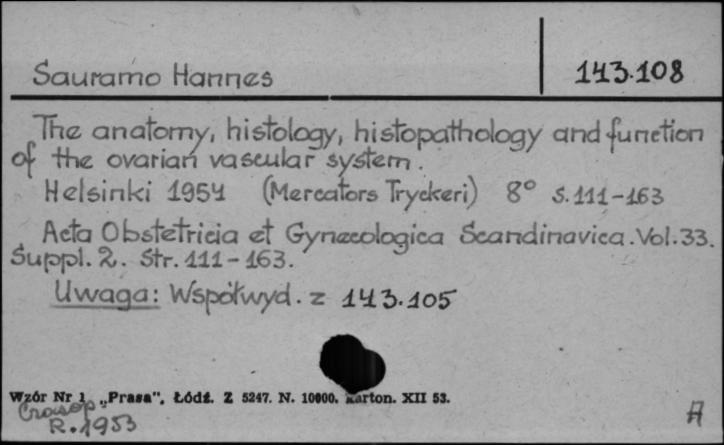 Sauramo Hannes 143.108
The anatomy, histology, histopathology and function
of the ovarian vascular system.
Helsinki 1954 (Mercators Tryckeri) 8° S. 111-163
Acta Obstetricia et Gynæcologica Scandinavica. Vol. 33.
Suppl. 2. Str. 111-163.
Uwaga: Współwyd. z 143.105
Wzór Nr 1 „Prasa”, Łódź. Z 5247. N. 10000. Karton. XII 53.
Czasop.
R. 1953
A